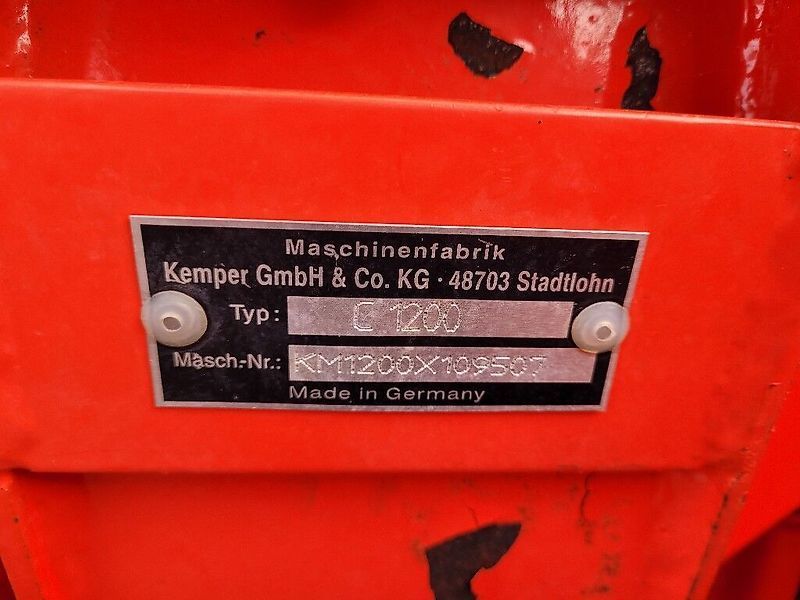 Maschinenfabrik
Kemper GmbH & Co. KG · 48703 Stadtlohn
Typ: C 1200
Masch-Nr.: KM1200X109507
Made in Germany